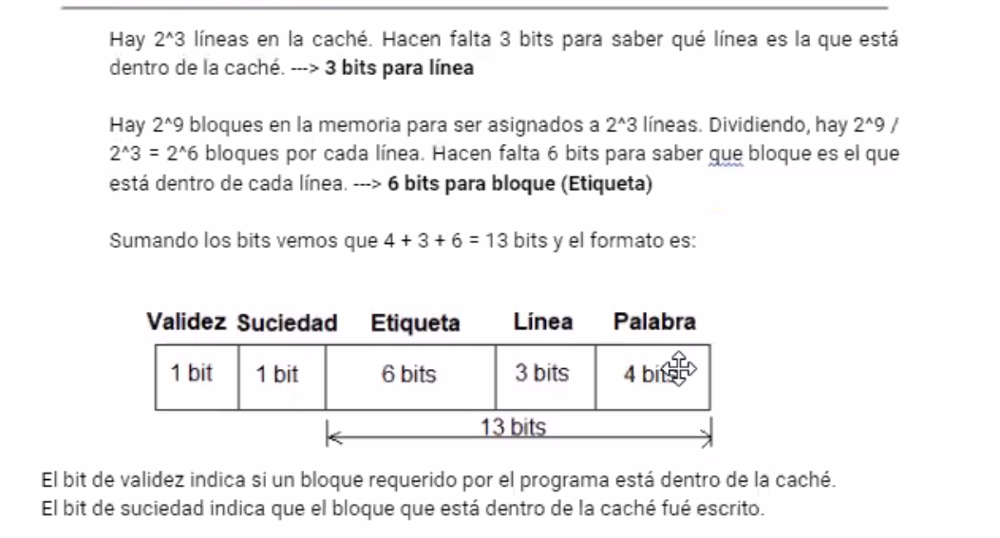 Hay 2^3 líneas en la caché. Hacen falta 3 bits para saber qué línea es la que está
dentro de la caché. ---> 3 bits para línea
Hay 2^9 bloques en la memoria para ser asignados a 2^3 líneas. Dividiendo, hay 2^9 /
2^3 = 2^6 bloques por cada línea. Hacen falta 6 bits para saber que bloque es el que
está dentro de cada línea. ---> 6 bits para bloque (Etiqueta)
Sumando los bits vemos que 4 + 3 + 6 = 13 bits y el formato es:
Validez Suciedad Etiqueta Línea Palabra
1 bit 1 bit 6 bits 3 bits 4 bits
13 bits
El bit de validez indica si un bloque requerido por el programa está dentro de la caché.
El bit de suciedad indica que el bloque que está dentro de la caché fué escrito.